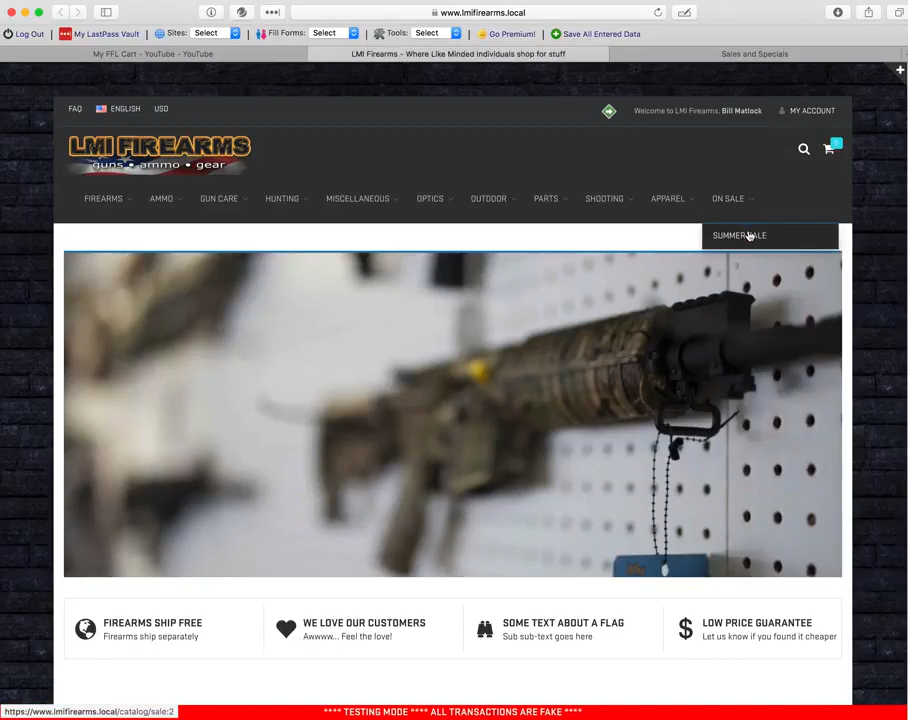 www.lmifirearms.local
Log Out My LastPass Vault Sites: Select Fill Forms: Select Tools: Select Go Premium! Save All Entered Data
My FFL Cart - YouTube - YouTube LMI Firearms - Where Like Minded Individuals shop for stuff Sales and Specials
FAQ ENGLISH USD Welcome to LMI Firearms, Bill Matlock MY ACCOUNT
LMI FIREARMS
guns • ammo • gear
0
FIREARMS AMMO GUN CARE HUNTING MISCELLANEOUS OPTICS OUTDOOR PARTS SHOOTING APPAREL ON SALE
SUMMER SALE
FIREARMS SHIP FREE
Firearms ship separately
WE LOVE OUR CUSTOMERS
Awwww... Feel the love!
SOME TEXT ABOUT A FLAG
Sub sub-text goes here
LOW PRICE GUARANTEE
Let us know if you found it cheaper
https://www.lmifirearms.local/catalog/sale:2
**** TESTING MODE **** ALL TRANSACTIONS ARE FAKE ****